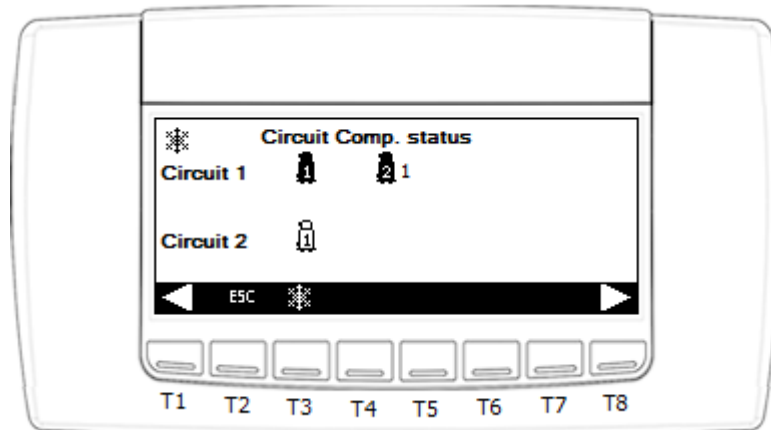 Circuit Comp. status
Circuit 1 1 2 1
Circuit 2 1
ESC
T1 T2 T3 T4 T5 T6 T7 T8